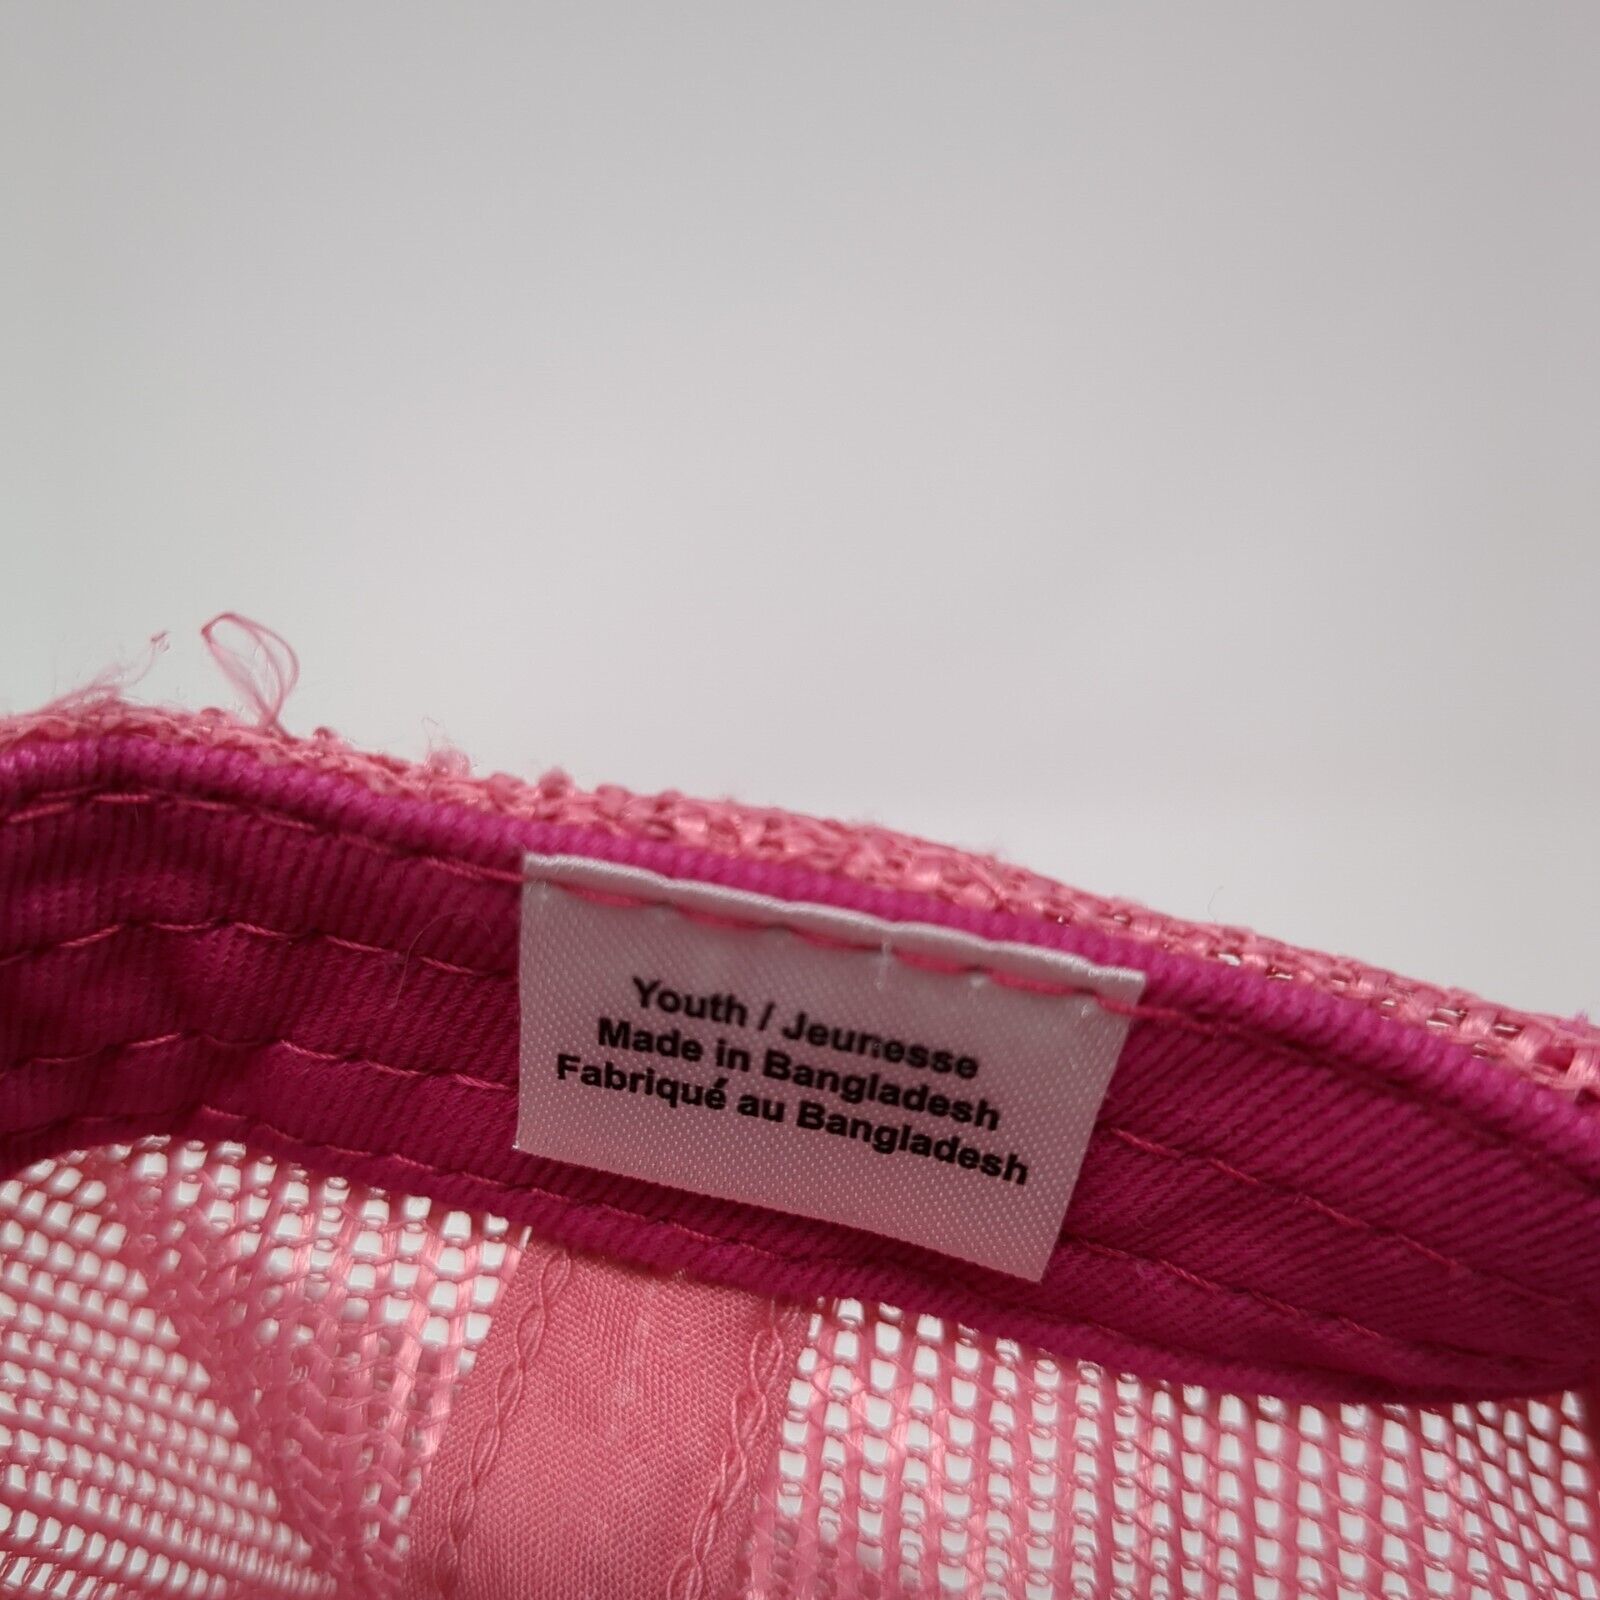 Youth / Jeunesse
Made in Bangladesh
Fabriqué au Bangladesh